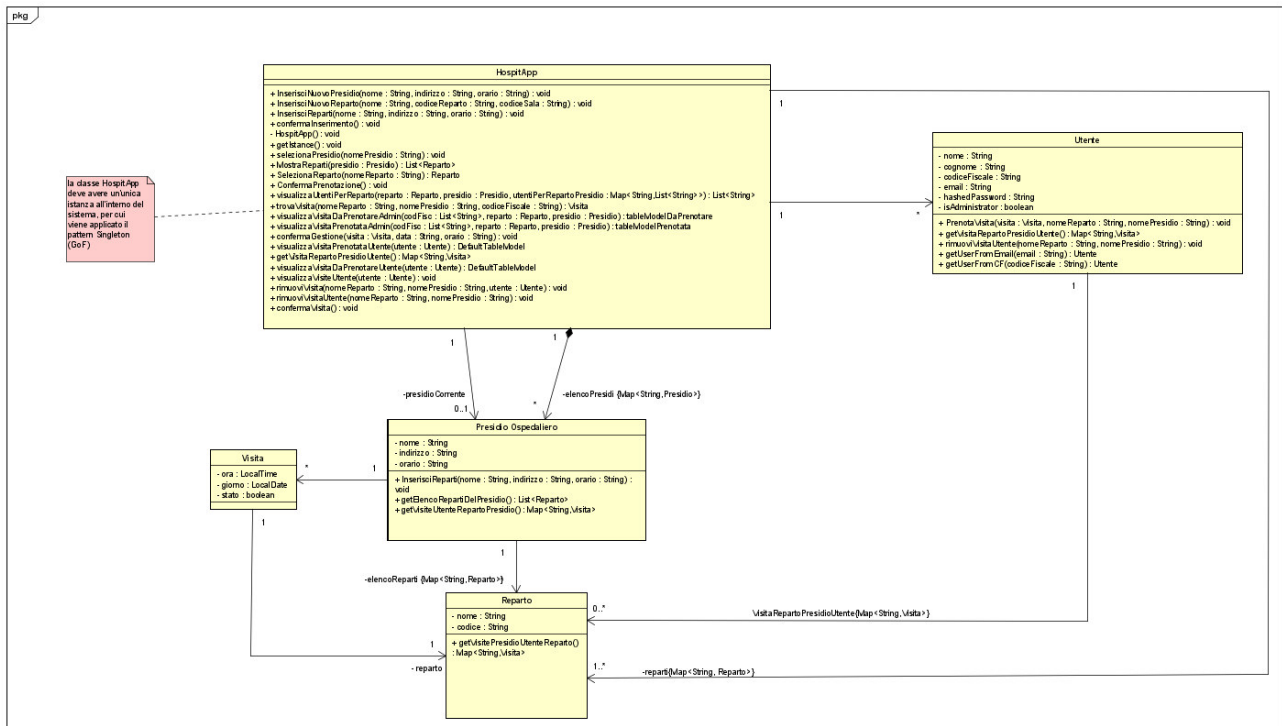 pkg
HospitApp
+ InserisciNuovoPresidio(nome : String, indirizzo : String, orario : String) : void
+ InserisciNuovoReparto(nome : String, codiceReparto : String, codiceSala : String) : void
+ InserisciReparti(nome : String, indirizzo : String, orario : String) : void
+ confermaInserimento() : void
- HospitApp() : void
+ getIstance() : void
+ selezionaPresidio(nomePresidio : String) : void
+ MostraReparti(presidio : Presidio) : List<Reparto>
+ SelezionaReparto(nomeReparto : String) : Reparto
+ ConfermaPrenotazione() : void
+ visualizzaUtentiPerReparto(reparto : Reparto, presidio : Presidio, utentiPerRepartoPresidio : Map<String,List<String>>) : List<String>
+ trovaVisita(nomeReparto : String, nomePresidio : String, codiceFiscale : String) : Visita
+ visualizzaVisitaDaPrenotareAdmin(codFisc : List<String>, reparto : Reparto, presidio : Presidio) : tableModelDaPrenotare
+ visualizzaVisitaPrenotataAdmin(codFisc : List<String>, reparto : Reparto, presidio : Presidio) : tableModelPrenotata
+ confermaGestione(visita : Visita, data : String, orario : String) : void
+ visualizzaVisitaPrenotataUtente(utente : Utente) : DefaultTableModel
+ getVisitaRepartoPresidioUtente() : Map<String,Visita>
+ visualizzaVisitaDaPrenotareUtente(utente : Utente) : DefaultTableModel
+ visualizzaVisiteUtente(utente : Utente) : void
+ rimuoviVisita(nomeReparto : String, nomePresidio : String,utente : Utente) : void
+ rimuoviVisitaUtente(nomeReparto : String, nomePresidio : String) : void
+ confermaVisita() : void
la classe HospitApp
deve avere un'unica
istanza all'interno del
sistema, per cui
viene applicato il
pattern Singleton
(GoF)
1
1
*
Utente
- nome : String
- cognome : String
- codiceFiscale : String
- email : String
- hashedPassword : String
- isAdministrator : boolean
+ PrenotaVisita(visita : Visita, nomeReparto : String, nomePresidio : String) : void
+ getVisitaRepartoPresidioUtente() : Map<String,Visita>
+ rimuoviVisitaUtente(nomeReparto : String, nomePresidio : String) : void
+ getUserFromEmail(email : String) : Utente
+ getUserFromCF(codiceFiscale : String) : Utente
1
1
1
-presidioCorrente
0..1
*
-elencoPresidi {Map<String,Presidio>}
Presidio Ospedaliero
- nome : String
- indirizzo : String
- orario : String
+ InserisciReparti(nome : String, indirizzo : String, orario : String) :
void
+ getElencoRepartiDelPresidio() : List<Reparto>
+ getVisiteUtenteRepartoPresidio() : Map<String,Visita>
*
1
Visita
- ora : LocalTime
- giorno : LocalDate
- stato : boolean
1
1
-elencoReparti {Map<String,Reparto>}
Reparto
- nome : String
- codice : String
+ getVisitePresidioUtenteReparto()
: Map<String,Visita>
1
- reparto
0..*
VisitaRepartoPresidioUtente{Map<String,Visita>}
1..*
-reparti{Map<String, Reparto>}